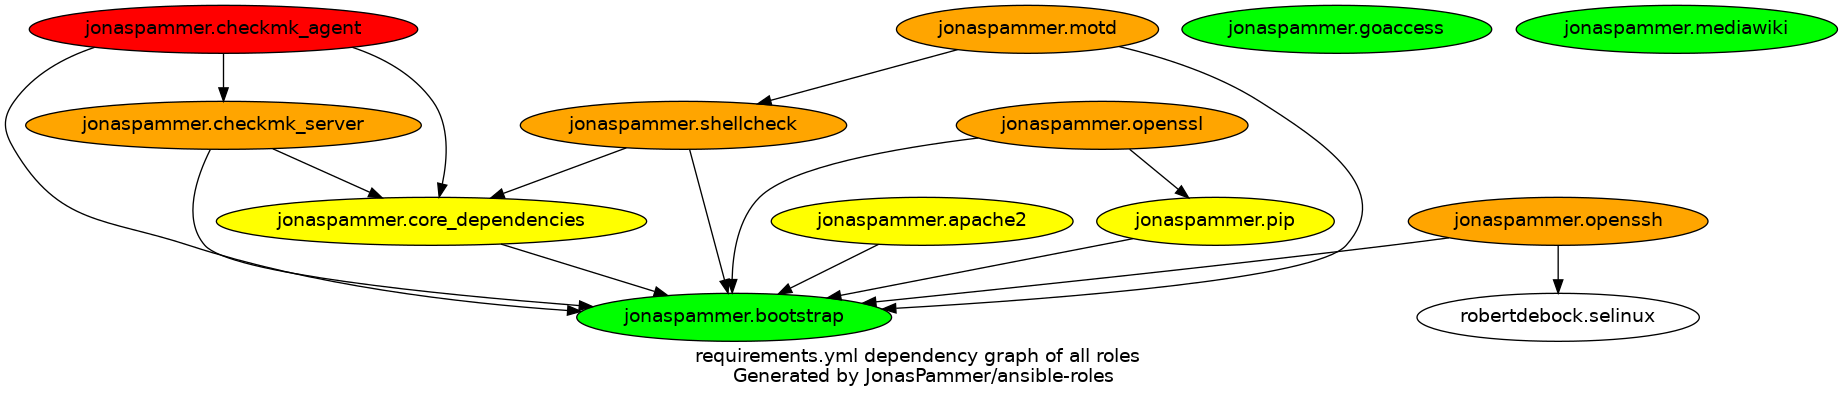 jonaspammer.checkmk_agent
jonaspammer.motd
jonaspammer.goaccess
jonaspammer.mediawiki
jonaspammer.checkmk_server
jonaspammer.shellcheck
jonaspammer.openssl
jonaspammer.core_dependencies
jonaspammer.apache2
jonaspammer.pip
jonaspammer.openssh
jonaspammer.bootstrap
robertdebock.selinux
requirements.yml dependency graph of all roles
Generated by JonasPammer/ansible-roles